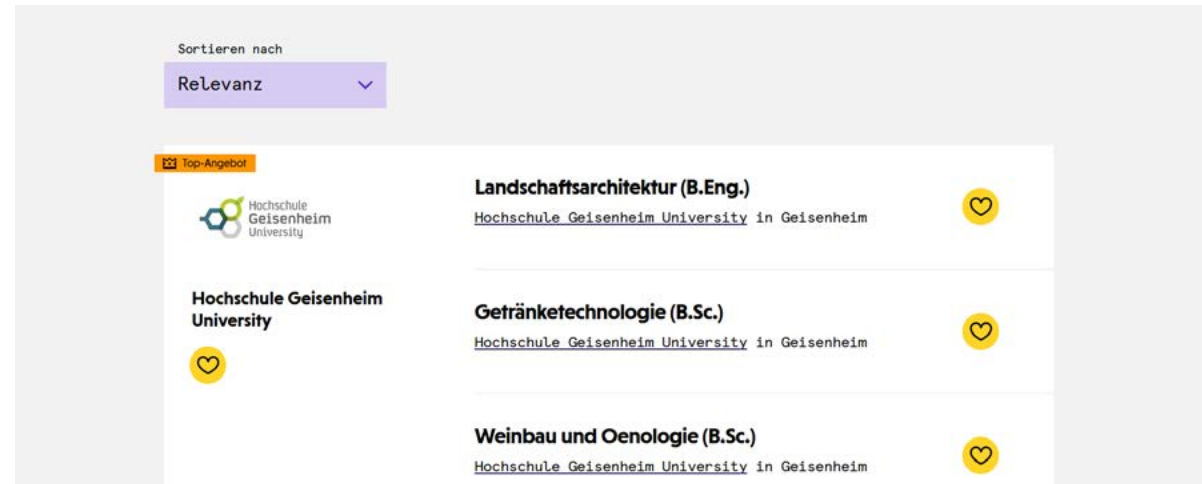 Sortieren nach
Relevanz
Top-Angebot
Hochschule
Geisenheim
University
Hochschule Geisenheim
University
Landschaftsarchitektur (B.Eng.)
Hochschule Geisenheim University in Geisenheim
Getränketechnologie (B.Sc.)
Hochschule Geisenheim University in Geisenheim
Weinbau und Oenologie (B.Sc.)
Hochschule Geisenheim University in Geisenheim